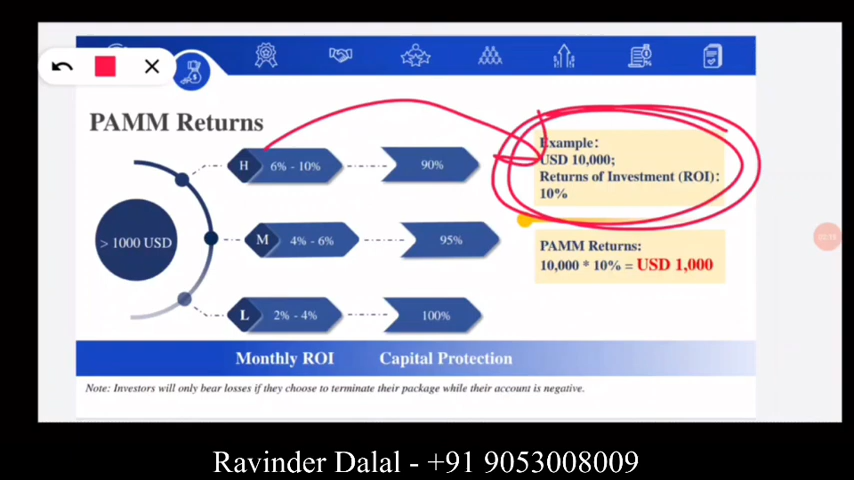 PAMM Returns
> 1000 USD
H 6% - 10% 90%
M 4% - 6% 95%
L 2% - 4% 100%
Monthly ROI Capital Protection
Example:
USD 10,000;
Returns of Investment (ROI):
10%
PAMM Returns:
10,000 * 10% = USD 1,000
Note: Investors will only bear losses if they choose to terminate their package while their account is negative.
Ravinder Dalal - +91 9053008009